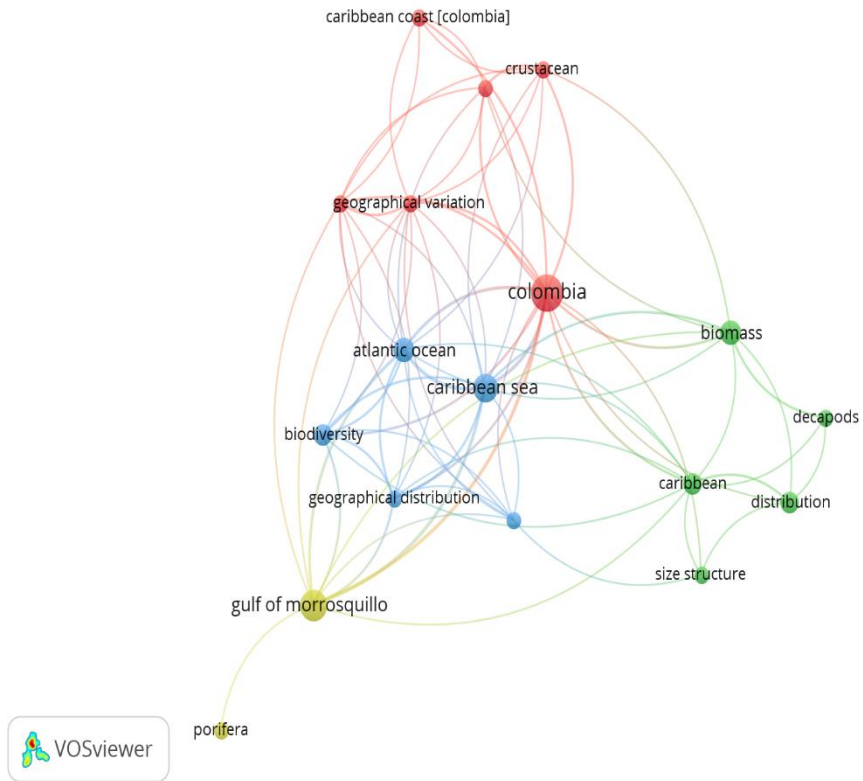 caribbean coast [colombia]
crustacean
geographical variation
colombia
biomass
atlantic ocean
caribbean sea
decapods
biodiversity
caribbean
geographical distribution
distribution
size structure
gulf of morrosquillo
porifera
VOSviewer